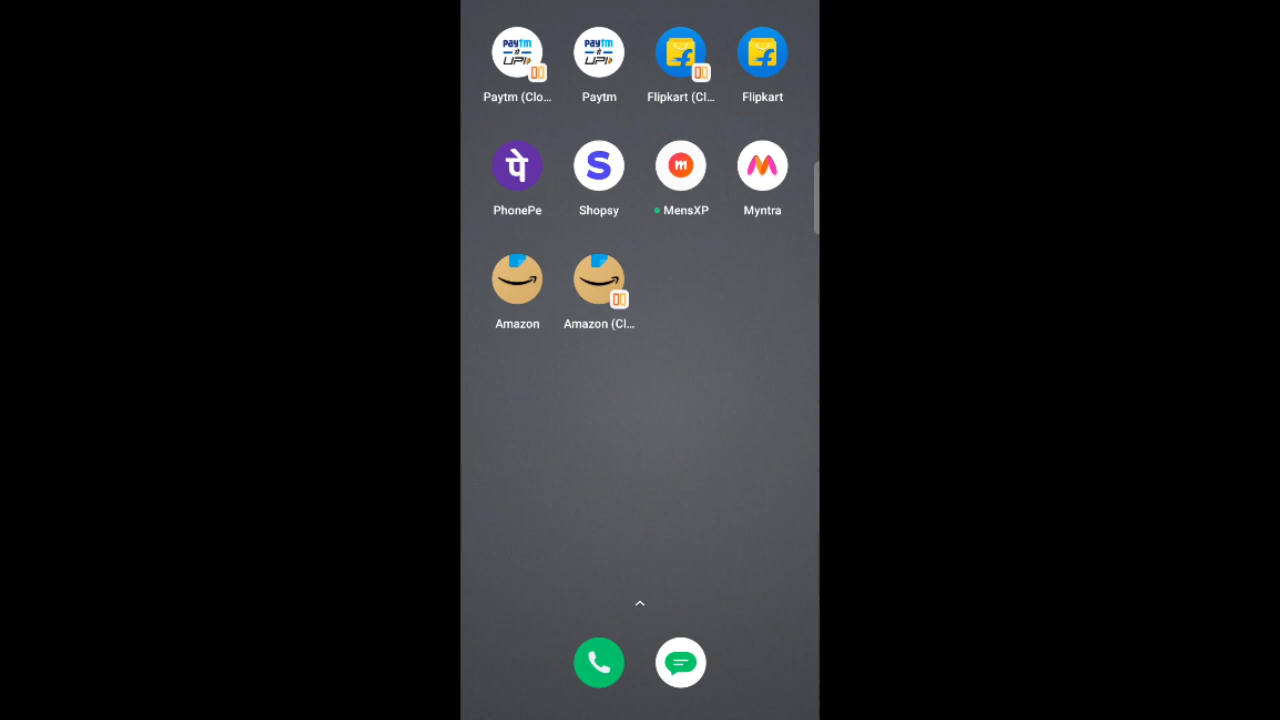 paytm
UPI
paytm
UPI
Paytm (Clo...
Paytm
Flipkart (Cl...
Flipkart
पे
S
m
PhonePe
Shopsy
MensXP
Myntra
Amazon
Amazon (Cl...